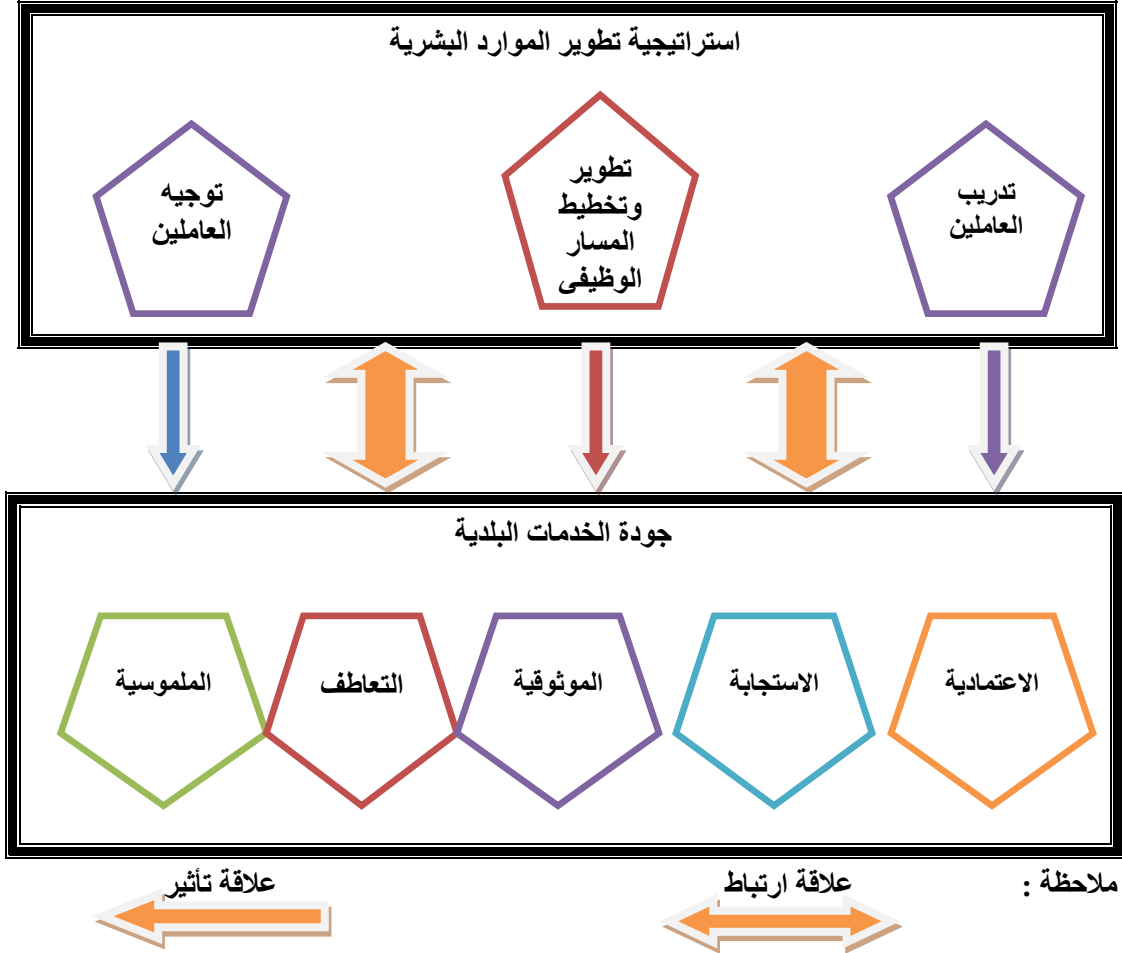 استراتيجية تطوير الموارد البشرية
تدريب
العاملين
تطوير
وتخطيط
المسار
الوظيفى
توجيه
العاملين
جودة الخدمات البلدية
الاعتمادية
الاستجابة
الموثوقية
التعاطف
الملموسية
ملاحظة : علاقة ارتباط علاقة تأثير